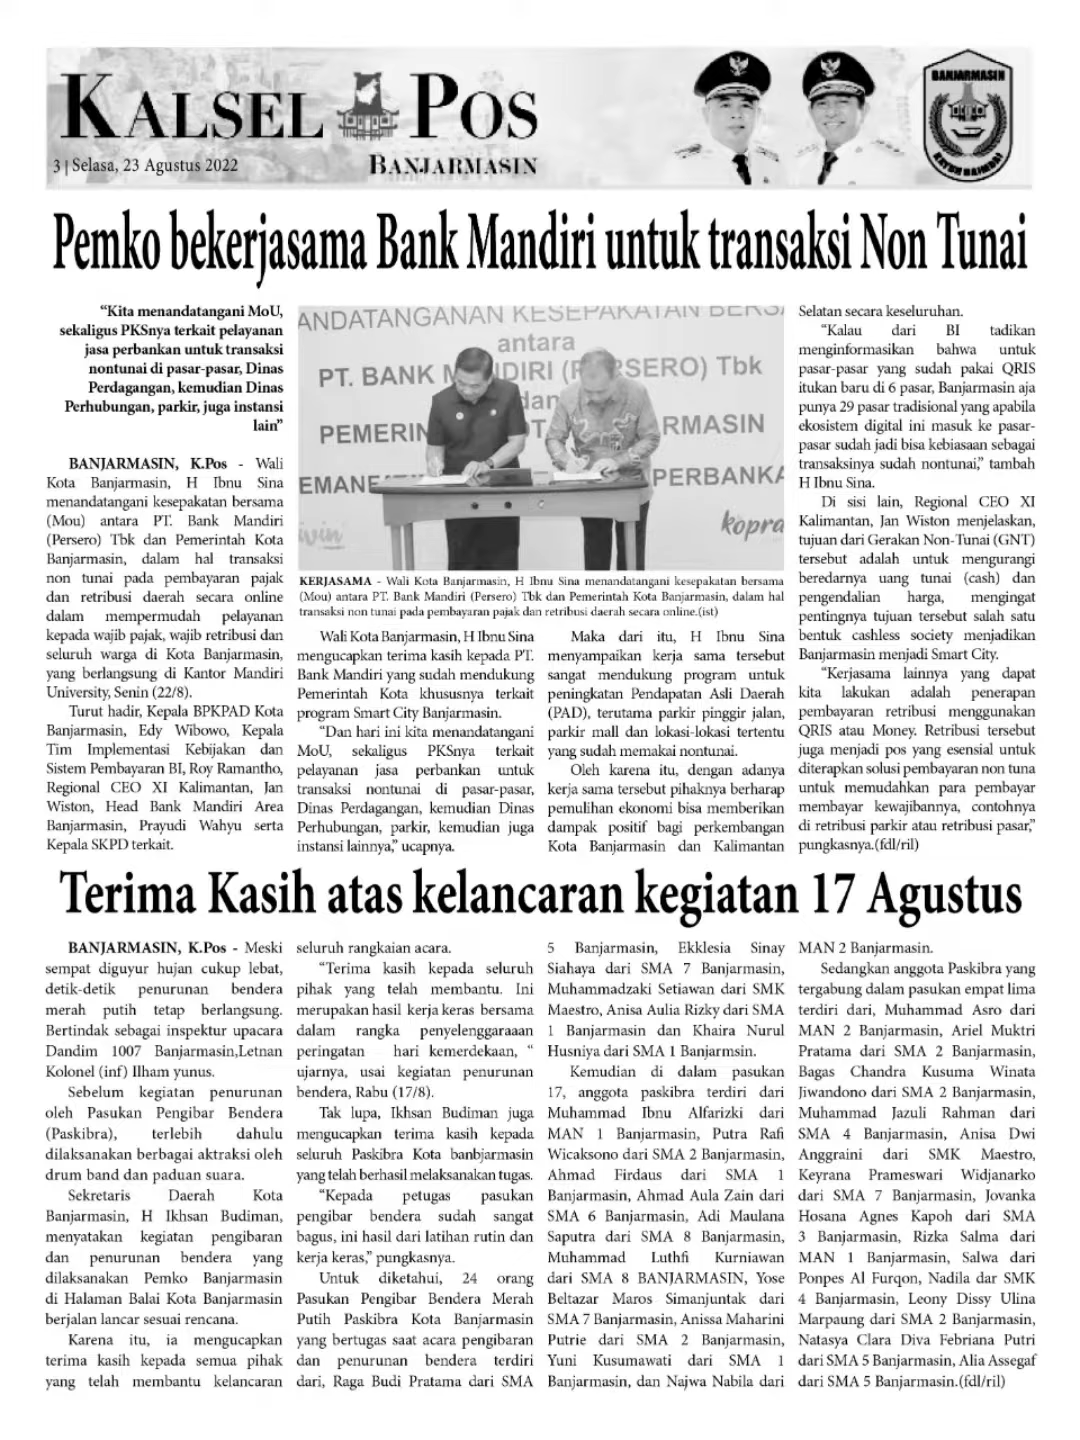 KALSEL POS
3 | Selasa, 23 Agustus 2022
BANJARMASIN
BANJARMASIN
KAYUH BAIMBAI
Pemko bekerjasama Bank Mandiri untuk transaksi Non Tunai
“Kita menandatangani MoU,
sekaligus PKSnya terkait pelayanan
jasa perbankan untuk transaksi
nontunai di pasar-pasar, Dinas
Perdagangan, kemudian Dinas
Perhubungan, parkir, juga instansi
lain”
BANJARMASIN, K.Pos - Wali
Kota Banjarmasin, H Ibnu Sina
menandatangani kesepakatan bersama
(Mou) antara PT. Bank Mandiri
(Persero) Tbk dan Pemerintah Kota
Banjarmasin, dalam hal transaksi
non tunai pada pembayaran pajak
dan retribusi daerah secara online
dalam mempermudah pelayanan
kepada wajib pajak, wajib retribusi dan
seluruh warga di Kota Banjarmasin,
yang berlangsung di Kantor Mandiri
University, Senin (22/8).
Turut hadir, Kepala BPKPAD Kota
Banjarmasin, Edy Wibowo, Kepala
Tim Implementasi Kebijakan dan
Sistem Pembayaran BI, Roy Ramantho,
Regional CEO XI Kalimantan, Jan
Wiston, Head Bank Mandiri Area
Banjarmasin, Prayudi Wahyu serta
Kepala SKPD terkait.
ANDATANGANAN KESEPAKATAN BERSA
antara
PT. BANK MANDIRI (PERSERO) Tbk
dan
PEMERIN OTA ARMASIN
EMANF PERBANKA
livin' kopra
KERJASAMA - Wali Kota Banjarmasin, H Ibnu Sina menandatangani kesepakatan bersama
(Mou) antara PT. Bank Mandiri (Persero) Tbk dan Pemerintah Kota Banjarmasin, dalam hal
transaksi non tunai pada pembayaran pajak dan retribusi daerah secara online.(ist)
Wali Kota Banjarmasin, H Ibnu Sina
mengucapkan terima kasih kepada PT.
Bank Mandiri yang sudah mendukung
Pemerintah Kota khususnya terkait
program Smart City Banjarmasin.
“Dan hari ini kita menandatangani
MoU, sekaligus PKSnya terkait
pelayanan jasa perbankan untuk
transaksi nontunai di pasar-pasar,
Dinas Perdagangan, kemudian Dinas
Perhubungan, parkir, kemudian juga
instansi lainnya,” ucapnya.
Maka dari itu, H Ibnu Sina
menyampaikan kerja sama tersebut
sangat mendukung program untuk
peningkatan Pendapatan Asli Daerah
(PAD), terutama parkir pinggir jalan,
parkir mall dan lokasi-lokasi tertentu
yang sudah memakai nontunai.
Oleh karena itu, dengan adanya
kerja sama tersebut pihaknya berharap
pemulihan ekonomi bisa memberikan
dampak positif bagi perkembangan
Kota Banjarmasin dan Kalimantan
Selatan secara keseluruhan.
“Kalau dari BI tadikan
menginformasikan bahwa untuk
pasar-pasar yang sudah pakai QRIS
itukan baru di 6 pasar, Banjarmasin aja
punya 29 pasar tradisional yang apabila
ekosistem digital ini masuk ke pasar-
pasar sudah jadi bisa kebiasaan sebagai
transaksinya sudah nontunai,” tambah
H Ibnu Sina.
Di sisi lain, Regional CEO XI
Kalimantan, Jan Wiston menjelaskan,
tujuan dari Gerakan Non-Tunai (GNT)
tersebut adalah untuk mengurangi
beredarnya uang tunai (cash) dan
pengendalian harga, mengingat
pentingnya tujuan tersebut salah satu
bentuk cashless society menjadikan
Banjarmasin menjadi Smart City.
“Kerjasama lainnya yang dapat
kita lakukan adalah penerapan
pembayaran retribusi menggunakan
QRIS atau Money. Retribusi tersebut
juga menjadi pos yang esensial untuk
diterapkan solusi pembayaran non tuna
untuk memudahkan para pembayar
membayar kewajibannya, contohnya
di retribusi parkir atau retribusi pasar,”
pungkasnya.(fdl/ril)
Terima Kasih atas kelancaran kegiatan 17 Agustus
BANJARMASIN, K.Pos - Meski
sempat diguyur hujan cukup lebat,
detik-detik penurunan bendera
merah putih tetap berlangsung.
Bertindak sebagai inspektur upacara
Dandim 1007 Banjarmasin,Letnan
Kolonel (inf) Ilham yunus.
Sebelum kegiatan penurunan
oleh Pasukan Pengibar Bendera
(Paskibra), terlebih dahulu
dilaksanakan berbagai aktraksi oleh
drum band dan paduan suara.
Sekretaris Daerah Kota
Banjarmasin, H Ikhsan Budiman,
menyatakan kegiatan pengibaran
dan penurunan bendera yang
dilaksanakan Pemko Banjarmasin
di Halaman Balai Kota Banjarmasin
berjalan lancar sesuai rencana.
Karena itu, ia mengucapkan
terima kasih kepada semua pihak
yang telah membantu kelancaran
seluruh rangkaian acara.
“Terima kasih kepada seluruh
pihak yang telah membantu. Ini
merupakan hasil kerja keras bersama
dalam rangka penyelenggaraaan
peringatan hari kemerdekaan, “
ujarnya, usai kegiatan penurunan
bendera, Rabu (17/8).
Tak lupa, Ikhsan Budiman juga
mengucapkan terima kasih kepada
seluruh Paskibra Kota banbjarmasin
yang telah berhasil melaksanakan tugas.
“Kepada petugas pasukan
pengibar bendera sudah sangat
bagus, ini hasil dari latihan rutin dan
kerja keras,” pungkasnya.
Untuk diketahui, 24 orang
Pasukan Pengibar Bendera Merah
Putih Paskibra Kota Banjarmasin
yang bertugas saat acara pengibaran
dan penurunan bendera terdiri
dari, Raga Budi Pratama dari SMA
5 Banjarmasin, Ekklesia Sinay
Siahaya dari SMA 7 Banjarmasin,
Muhammadzaki Setiawan dari SMK
Maestro, Anisa Aulia Rizky dari SMA
1 Banjarmasin dan Khaira Nurul
Husniya dari SMA 1 Banjarmsin.
Kemudian di dalam pasukan
17, anggota paskibra terdiri dari
Muhammad Ibnu Alfarizki dari
MAN 1 Banjarmasin, Putra Rafi
Wicaksono dari SMA 2 Banjarmasin,
Ahmad Firdaus dari SMA 1
Banjarmasin, Ahmad Aula Zain dari
SMA 6 Banjarmasin, Adi Maulana
Saputra dari SMA 8 Banjarmasin,
Muhammad Luthfi Kurniawan
dari SMA 8 BANJARMASIN, Yose
Beltazar Maros Simanjuntak dari
SMA 7 Banjarmasin, Anissa Maharini
Putrie dari SMA 2 Banjarmasin,
Yuni Kusumawati dari SMA 1
Banjarmasin, dan Najwa Nabila dari
MAN 2 Banjarmasin.
Sedangkan anggota Paskibra yang
tergabung dalam pasukan empat lima
terdiri dari, Muhammad Asro dari
MAN 2 Banjarmasin, Ariel Muktri
Pratama dari SMA 2 Banjarmasin,
Bagas Chandra Kusuma Winata
Jiwandono dari SMA 2 Banjarmasin,
Muhammad Jazuli Rahman dari
SMA 4 Banjarmasin, Anisa Dwi
Anggraini dari SMK Maestro,
Keyrana Prameswari Widjanarko
dari SMA 7 Banjarmasin, Jovanka
Hosana Agnes Kapoh dari SMA
3 Banjarmasin, Rizka Salma dari
MAN 1 Banjarmasin, Salwa dari
Ponpes Al Furqon, Nadila dar SMK
4 Banjarmasin, Leony Dissy Ulina
Marpaung dari SMA 2 Banjarmasin,
Natasya Clara Diva Febriana Putri
dari SMA 5 Banjarmasin, Alia Assegaf
dari SMA 5 Banjarmasin.(fdl/ril)